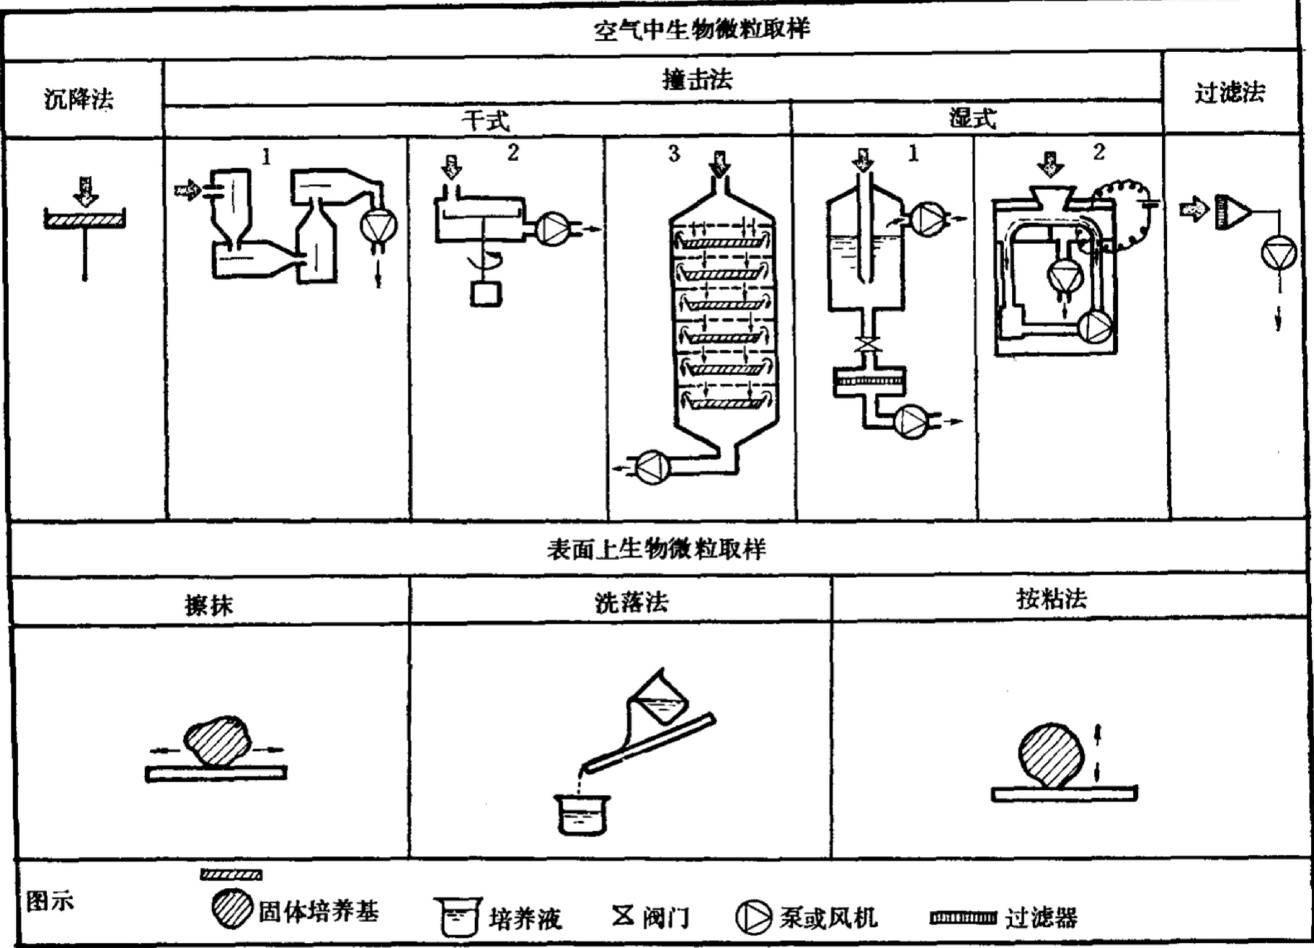 空气中生物微粒取样
沉降法
撞击法
过滤法
干式
湿式
1
2
3
1
2
表面上生物微粒取样
擦抹
洗落法
按粘法
图示
固体培养基
培养液
阀门
泵或风机
过滤器